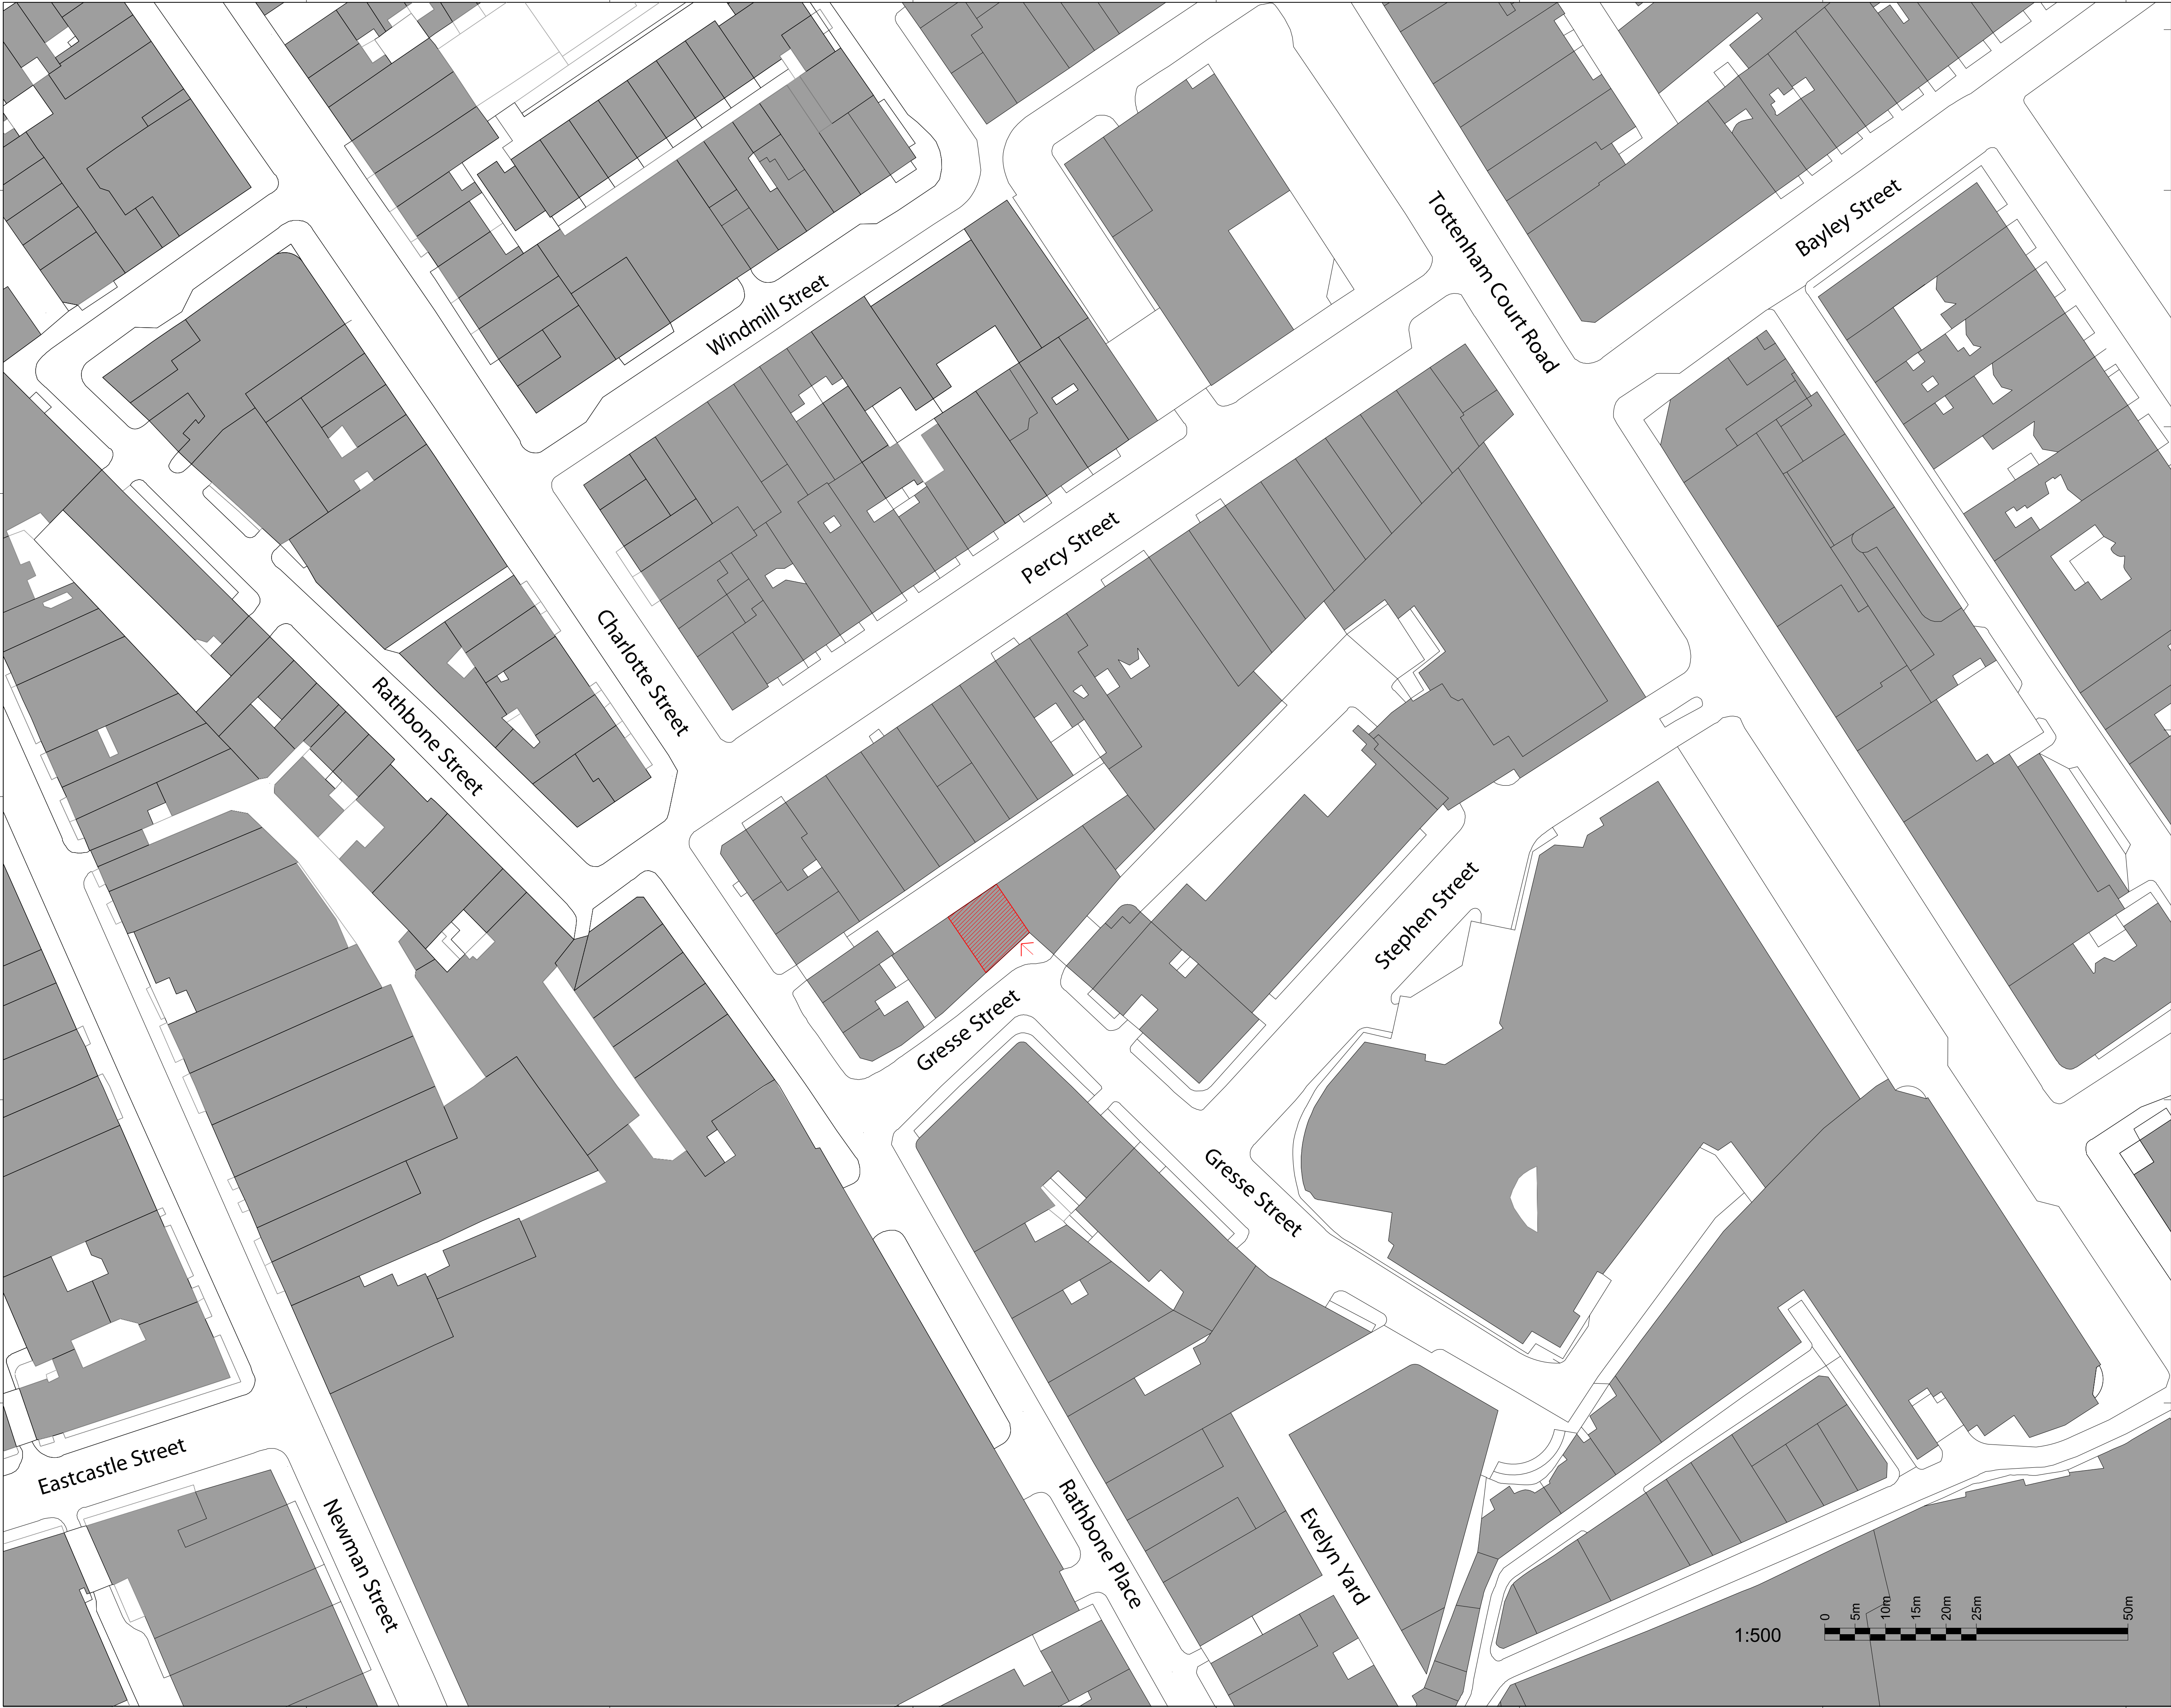 Tottenham Court Road
Bayley Street
Windmill Street
Percy Street
Charlotte Street
Rathbone Street
Stephen Street
Gresse Street
Gresse Street
Eastcastle Street
Newman Street
Rathbone Place
Evelyn Yard
1:500
0 5m 10m 15m 20m 25m 50m